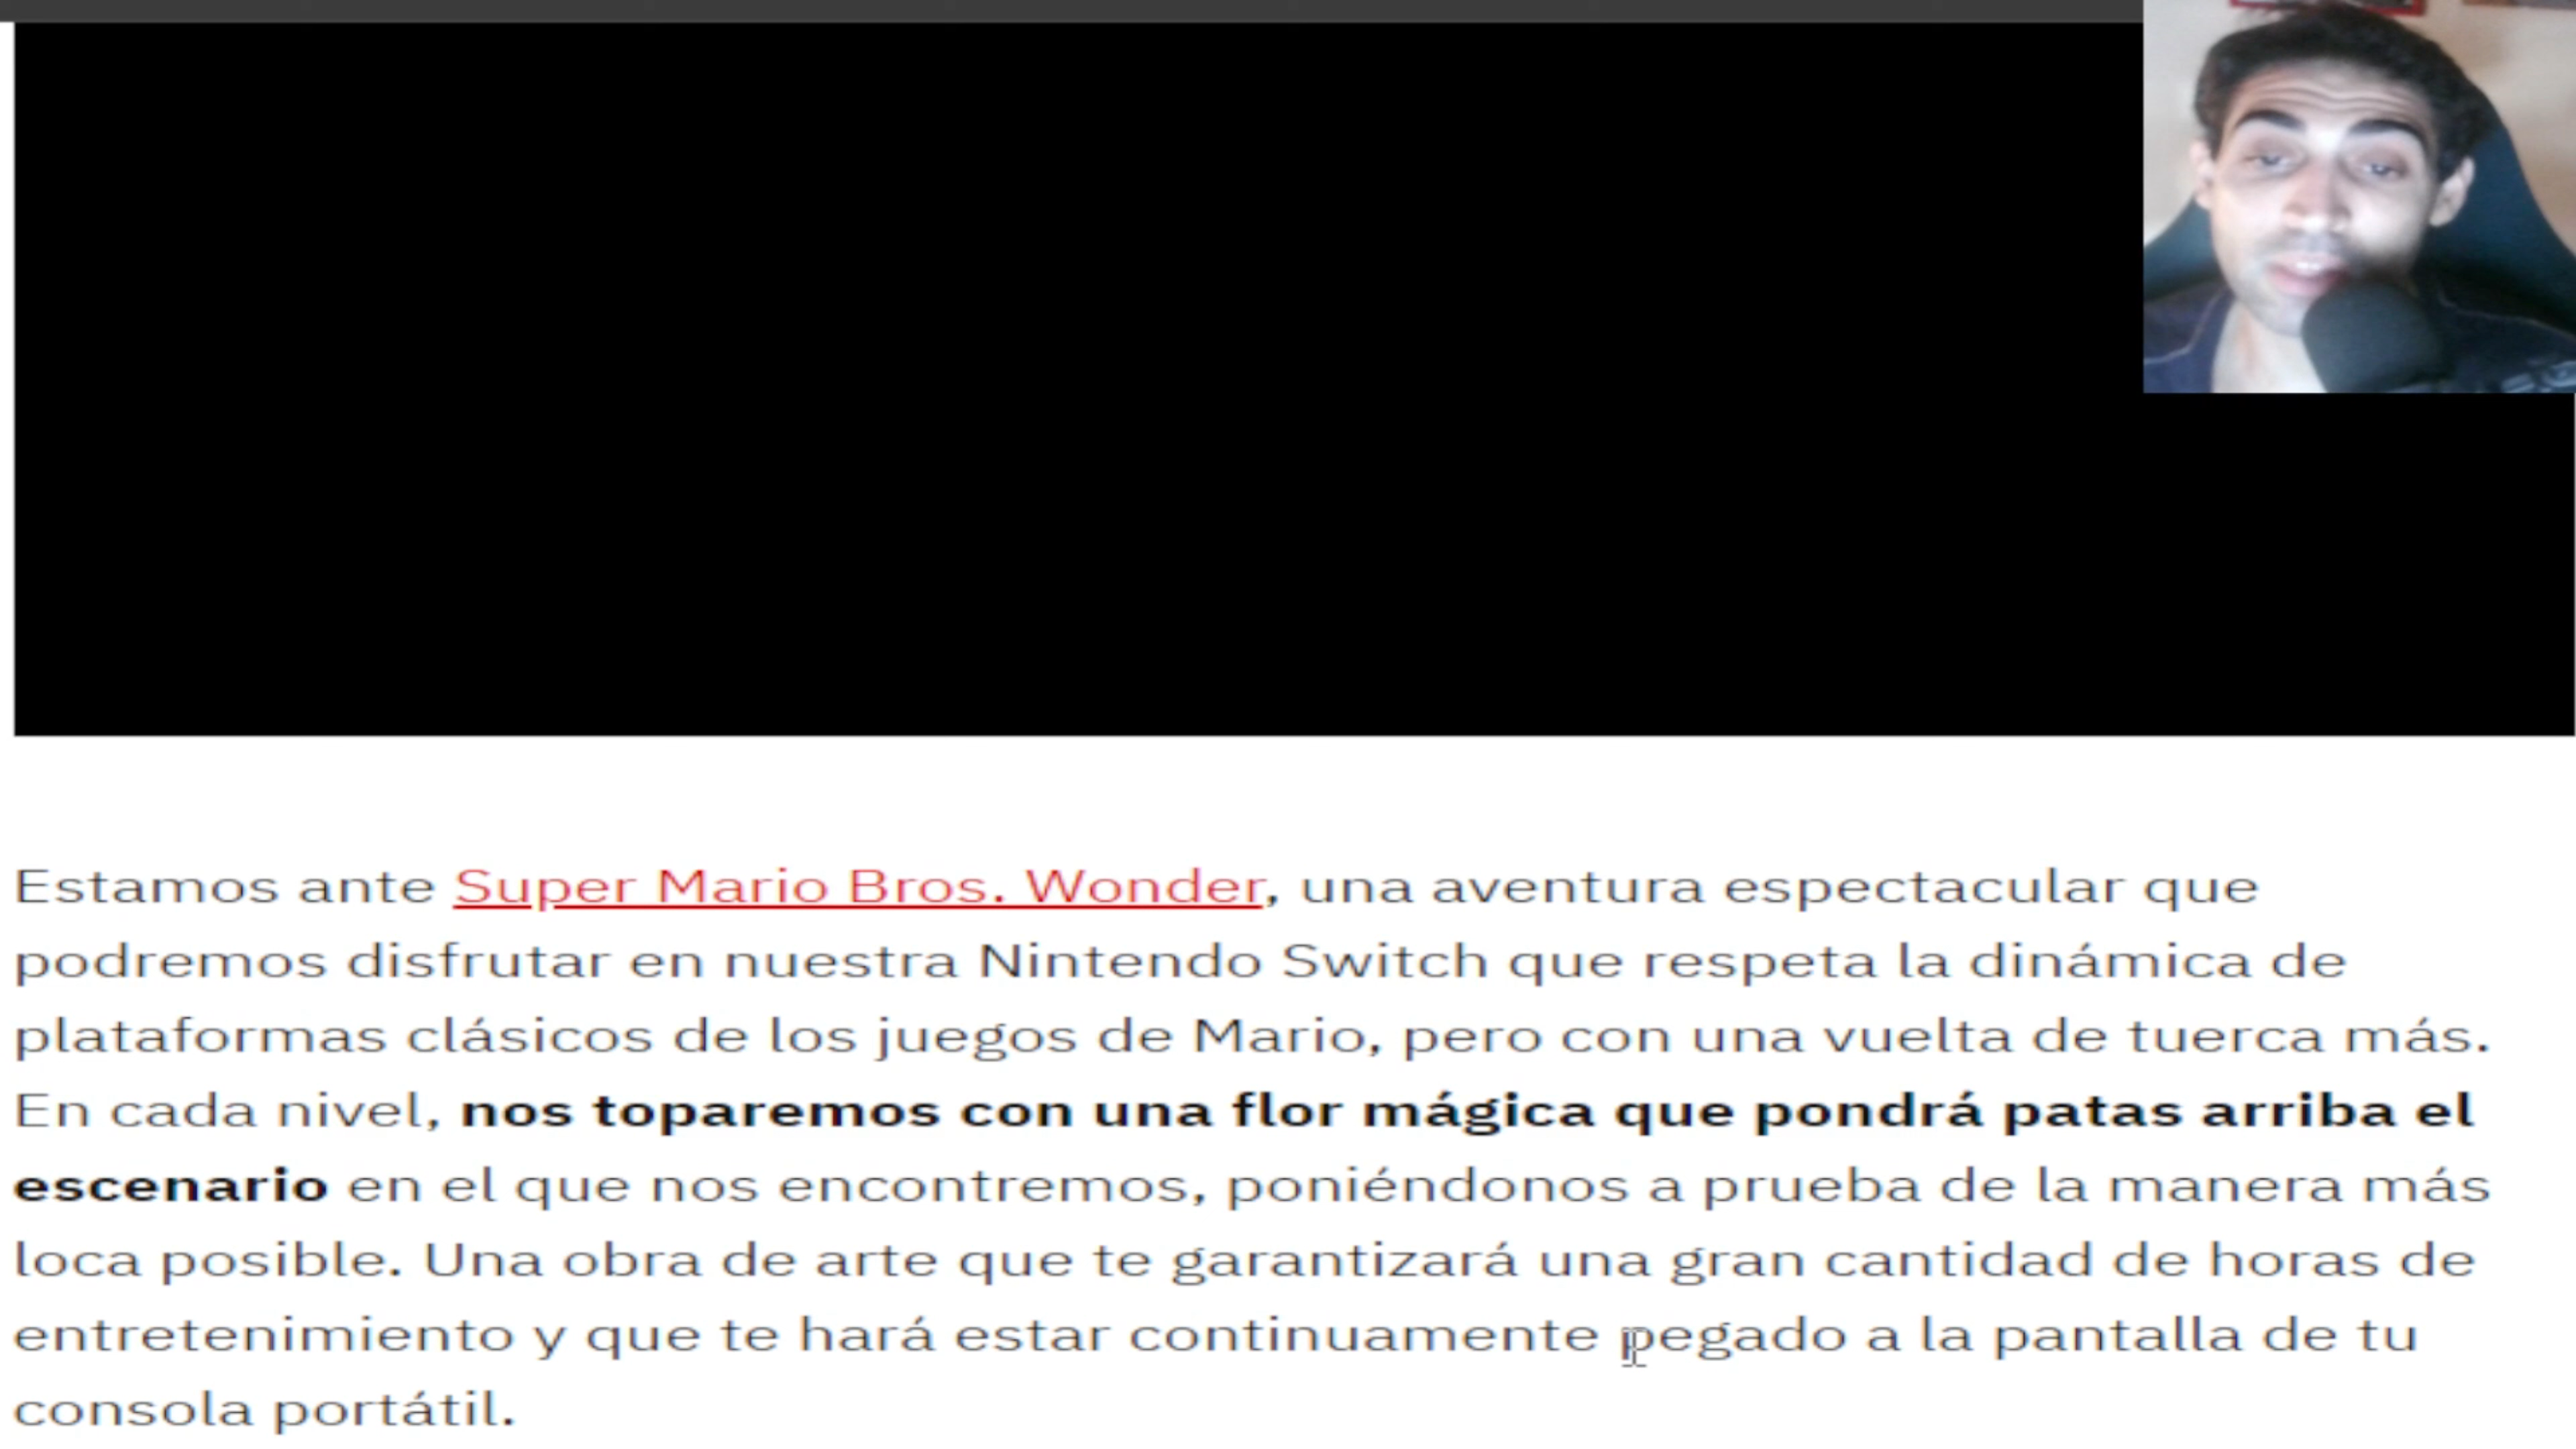 Estamos ante Super Mario Bros. Wonder, una aventura espectacular que
podremos disfrutar en nuestra Nintendo Switch que respeta la dinámica de
plataformas clásicos de los juegos de Mario, pero con una vuelta de tuerca más.
En cada nivel, nos toparemos con una flor mágica que pondrá patas arriba el
escenario en el que nos encontremos, poniéndonos a prueba de la manera más
loca posible. Una obra de arte que te garantizará una gran cantidad de horas de
entretenimiento y que te hará estar continuamente pegado a la pantalla de tu
consola portátil.